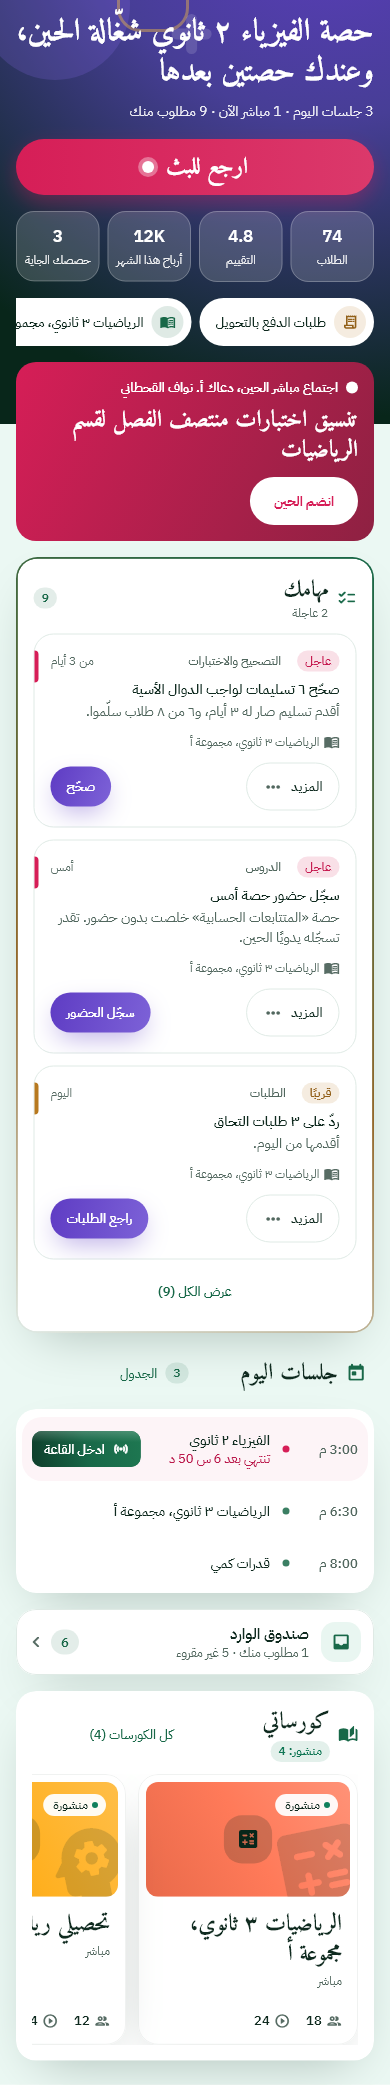 حصة الفيزياء ٢ ثانوي شغّالة الحين،
وعندك حصتين بعدها
3 جلسات اليوم · 1 مباشر الآن · 9 مطلوب منك
ارجع للبث
74
الطلاب
4.8
التقييم
12K
أرباح هذا الشهر
3
حصصك الجاية
طلبات الدفع بالتحويل
الرياضيات ٣ ثانوي، مجمو
اجتماع مباشر الحين، دعاك أ. نواف القحطاني
تنسيق اختبارات منتصف الفصل لقسم
الرياضيات
انضم الحين
مهامك
9
2 عاجلة
عاجل
التصحيح والاختبارات
من 3 أيام
صحّح ٦ تسليمات لواجب الدوال الأسية
أقدم تسليم صار له ٣ أيام، و٦ من ٨ طلاب سلّموا.
الرياضيات ٣ ثانوي، مجموعة أ
المزيد
صحّح
عاجل
الدروس
أمس
سجّل حضور حصة أمس
حصة «المتتابعات الحسابية» خلصت بدون حضور. تقدر
تسجّله يدويًا الحين.
الرياضيات ٣ ثانوي، مجموعة أ
المزيد
سجّل الحضور
قريبًا
الطلبات
اليوم
ردّ على ٣ طلبات التحاق
أقدمها من اليوم.
الرياضيات ٣ ثانوي، مجموعة أ
المزيد
راجع الطلبات
عرض الكل (9)
جلسات اليوم
3
الجدول
3:00 م
الفيزياء ٢ ثانوي
تنتهي بعد 6 س 50 د
ادخل القاعة
6:30 م
الرياضيات ٣ ثانوي، مجموعة أ
8:00 م
قدرات كمي
صندوق الوارد
1 مطلوب منك · 5 غير مقروء
6
كورساتي
منشور: 4
كل الكورسات (4)
منشورة
الرياضيات ٣ ثانوي،
مجموعة أ
مباشر
18
24
منشورة
تحصيلي ريا
مباشر
12
4